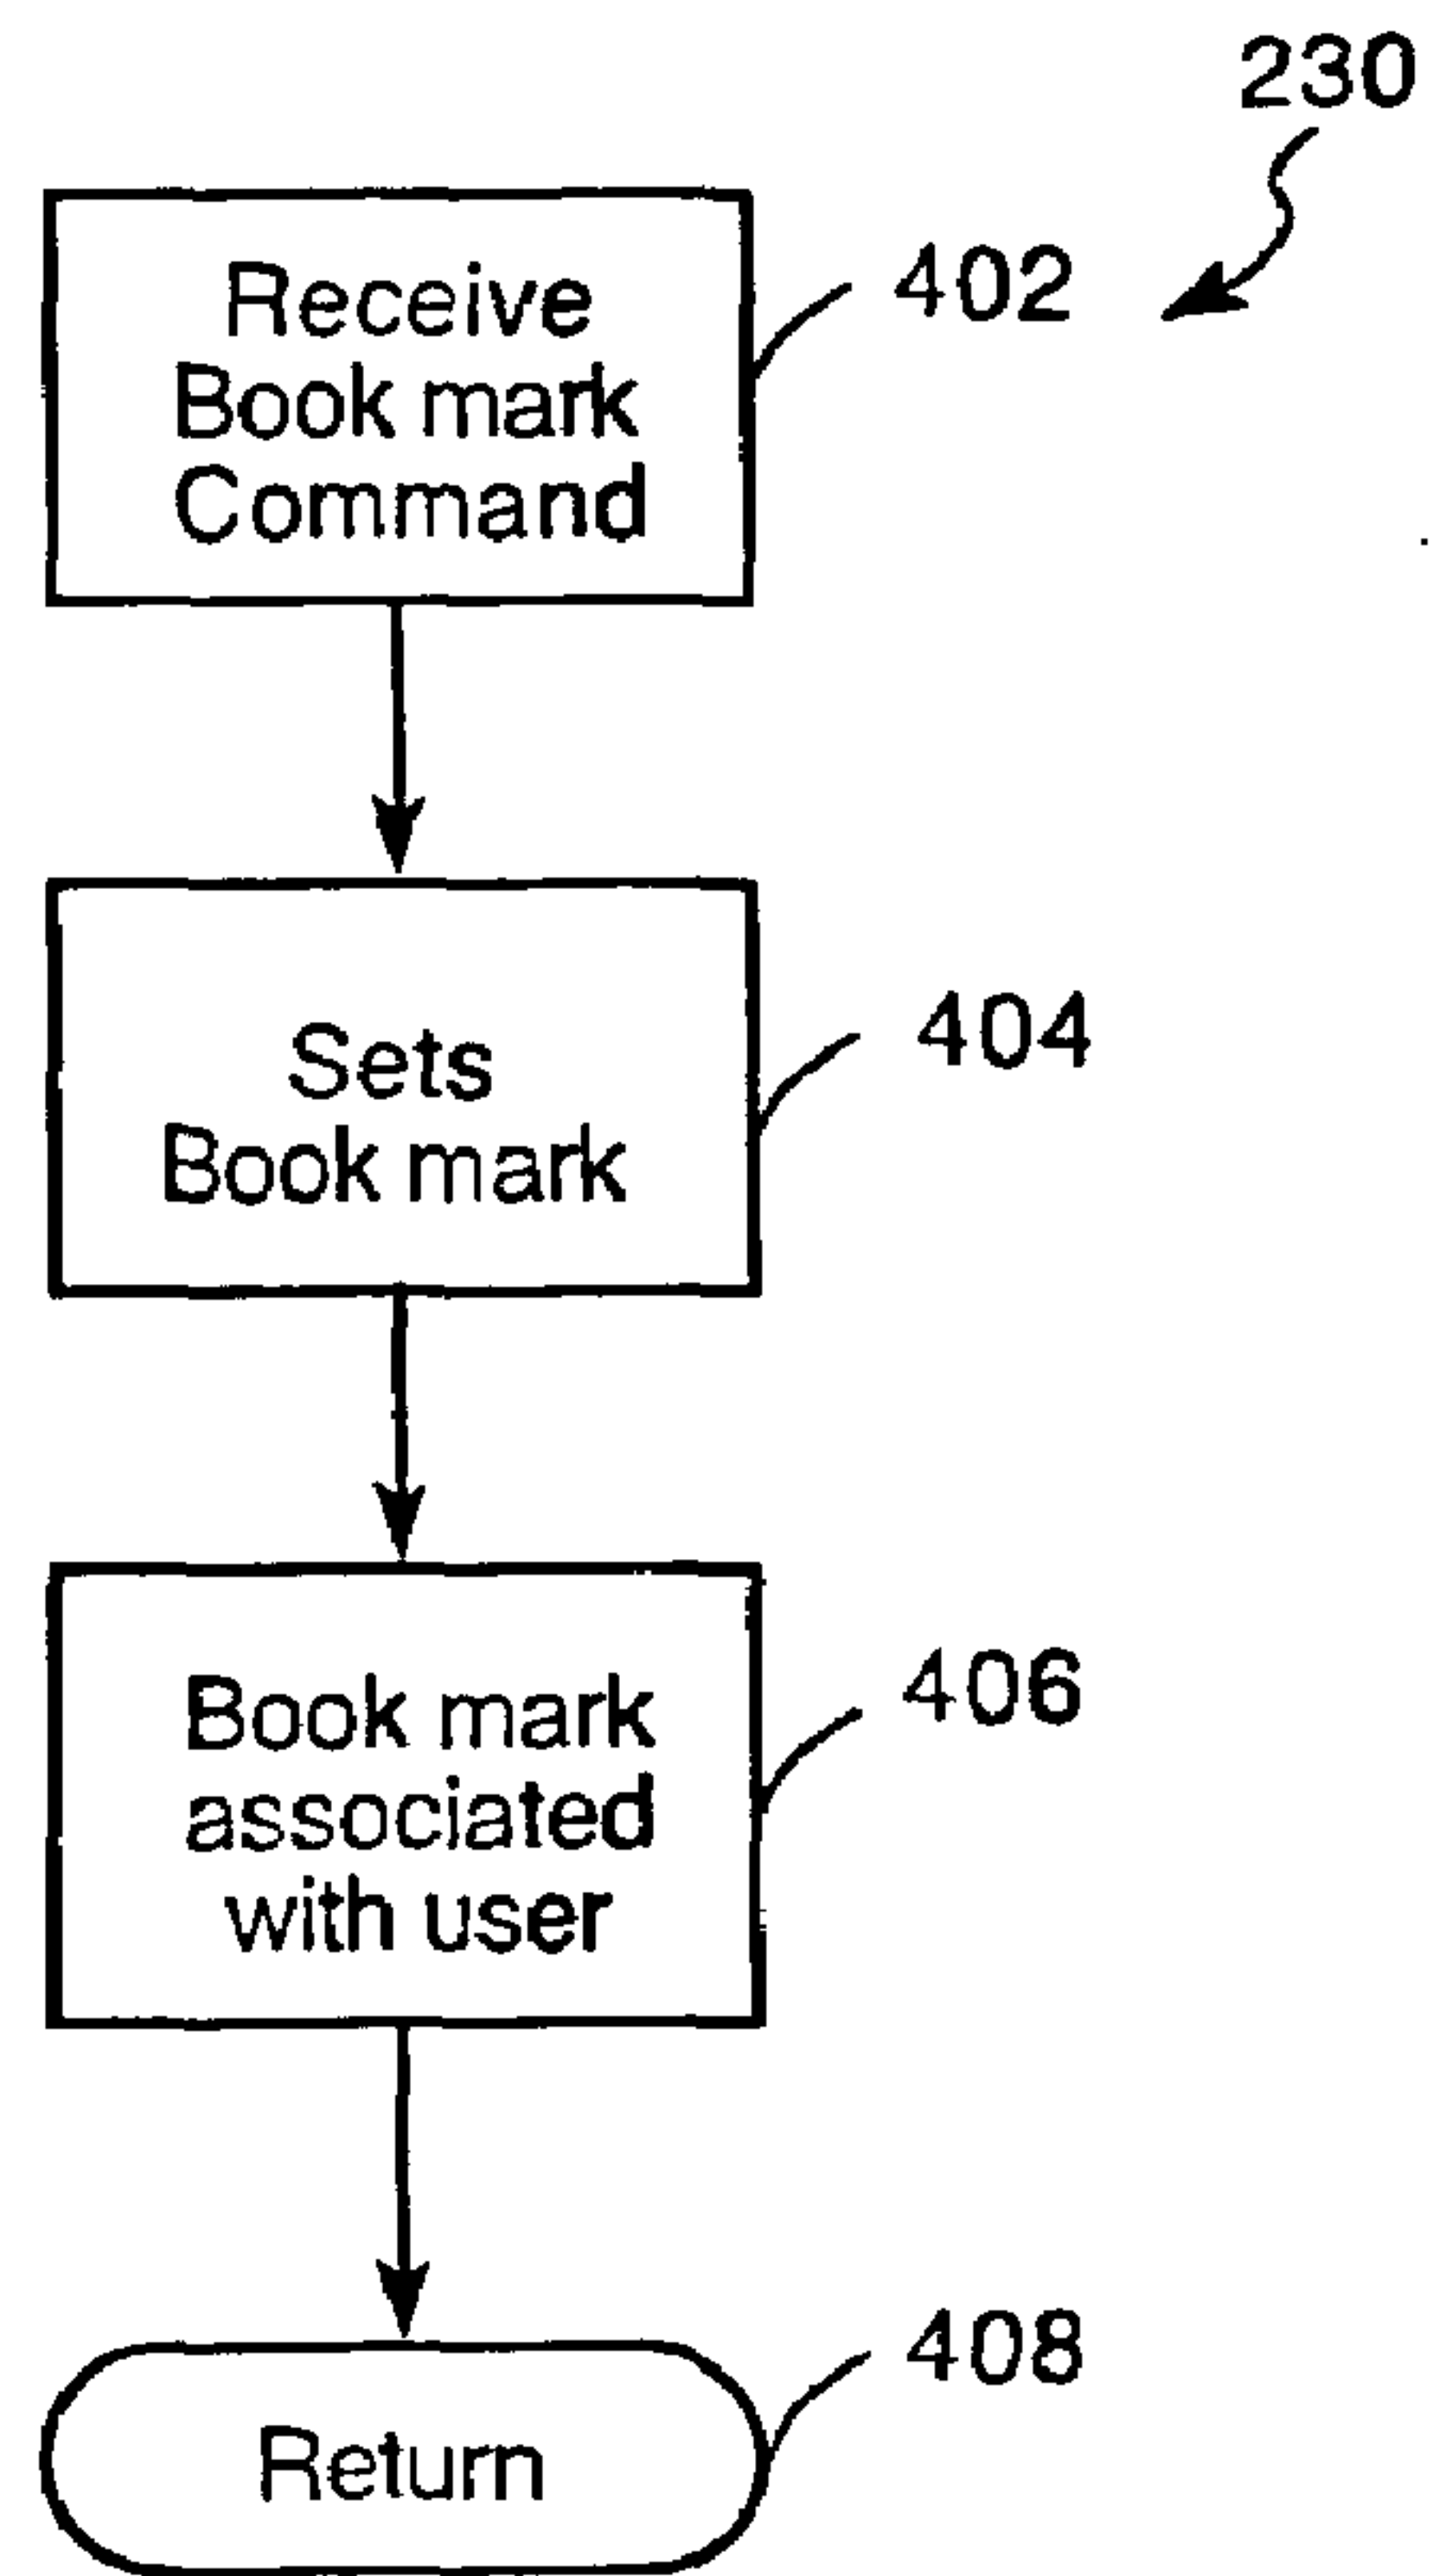 230
Receive
Book mark
Command
402
Sets
Book mark
404
Book mark
associated
with user
406
Return
408